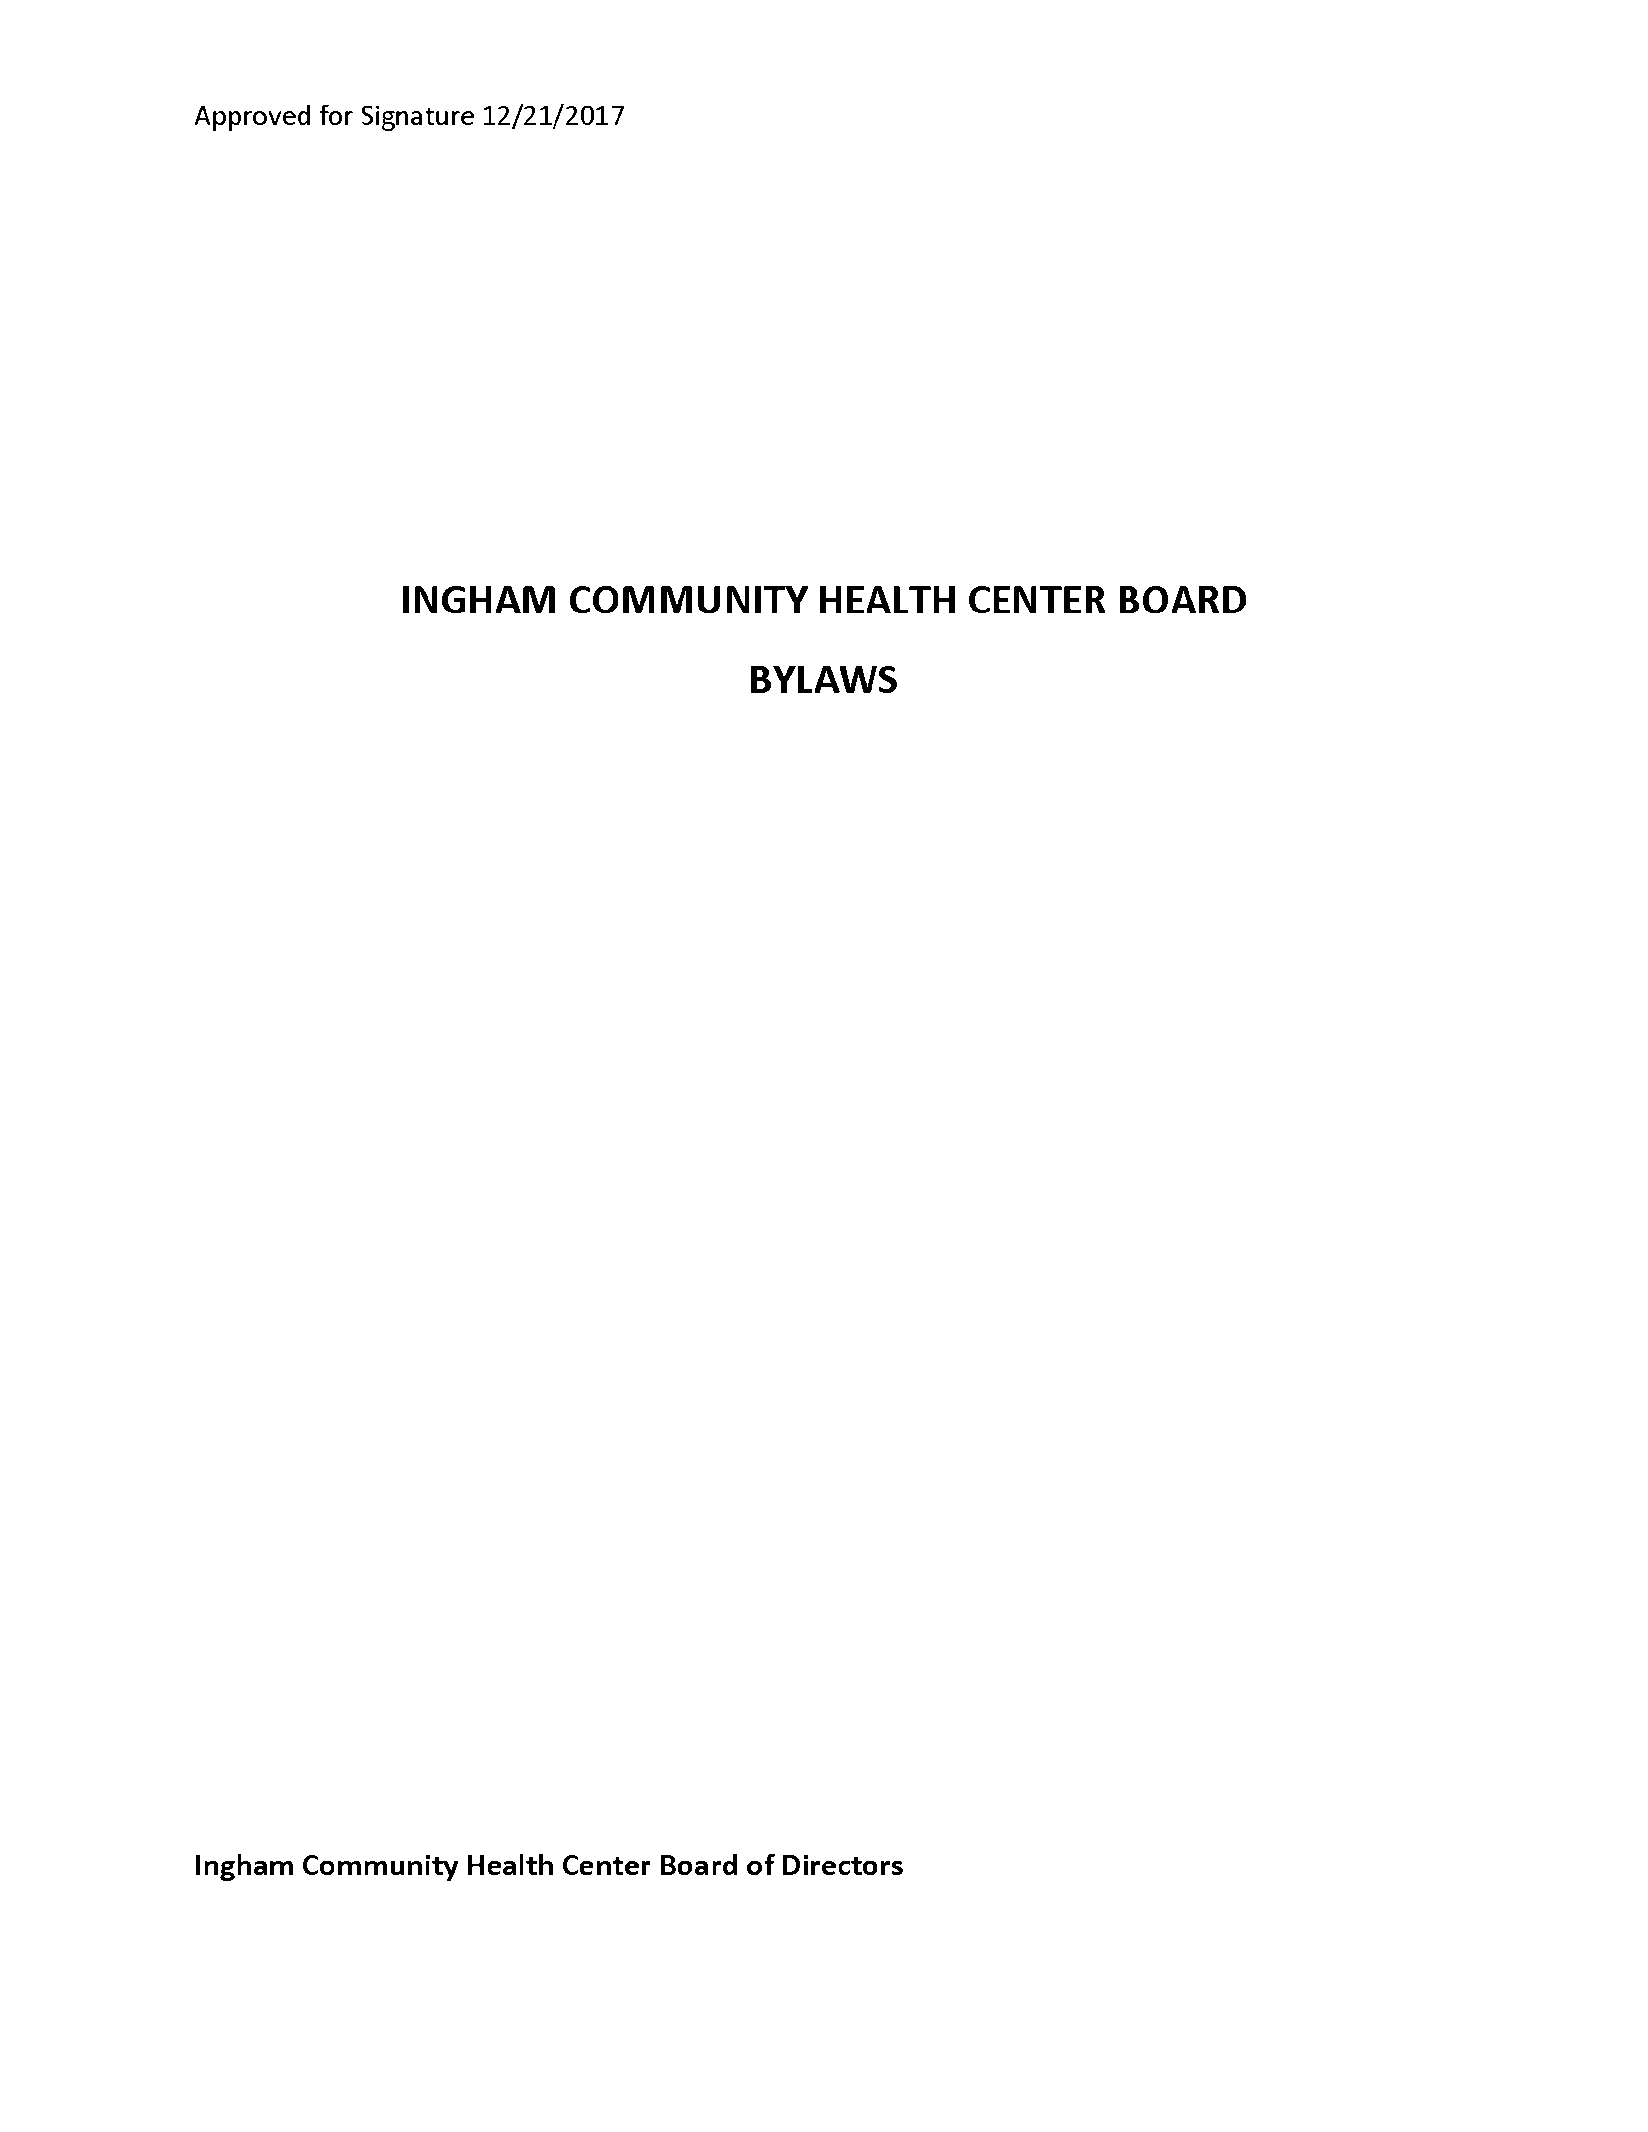 Approved for Signature 12/21/2017
INGHAM COMMUNITY HEALTH CENTER BOARD
BYLAWS
Ingham Community Health Center Board of Directors